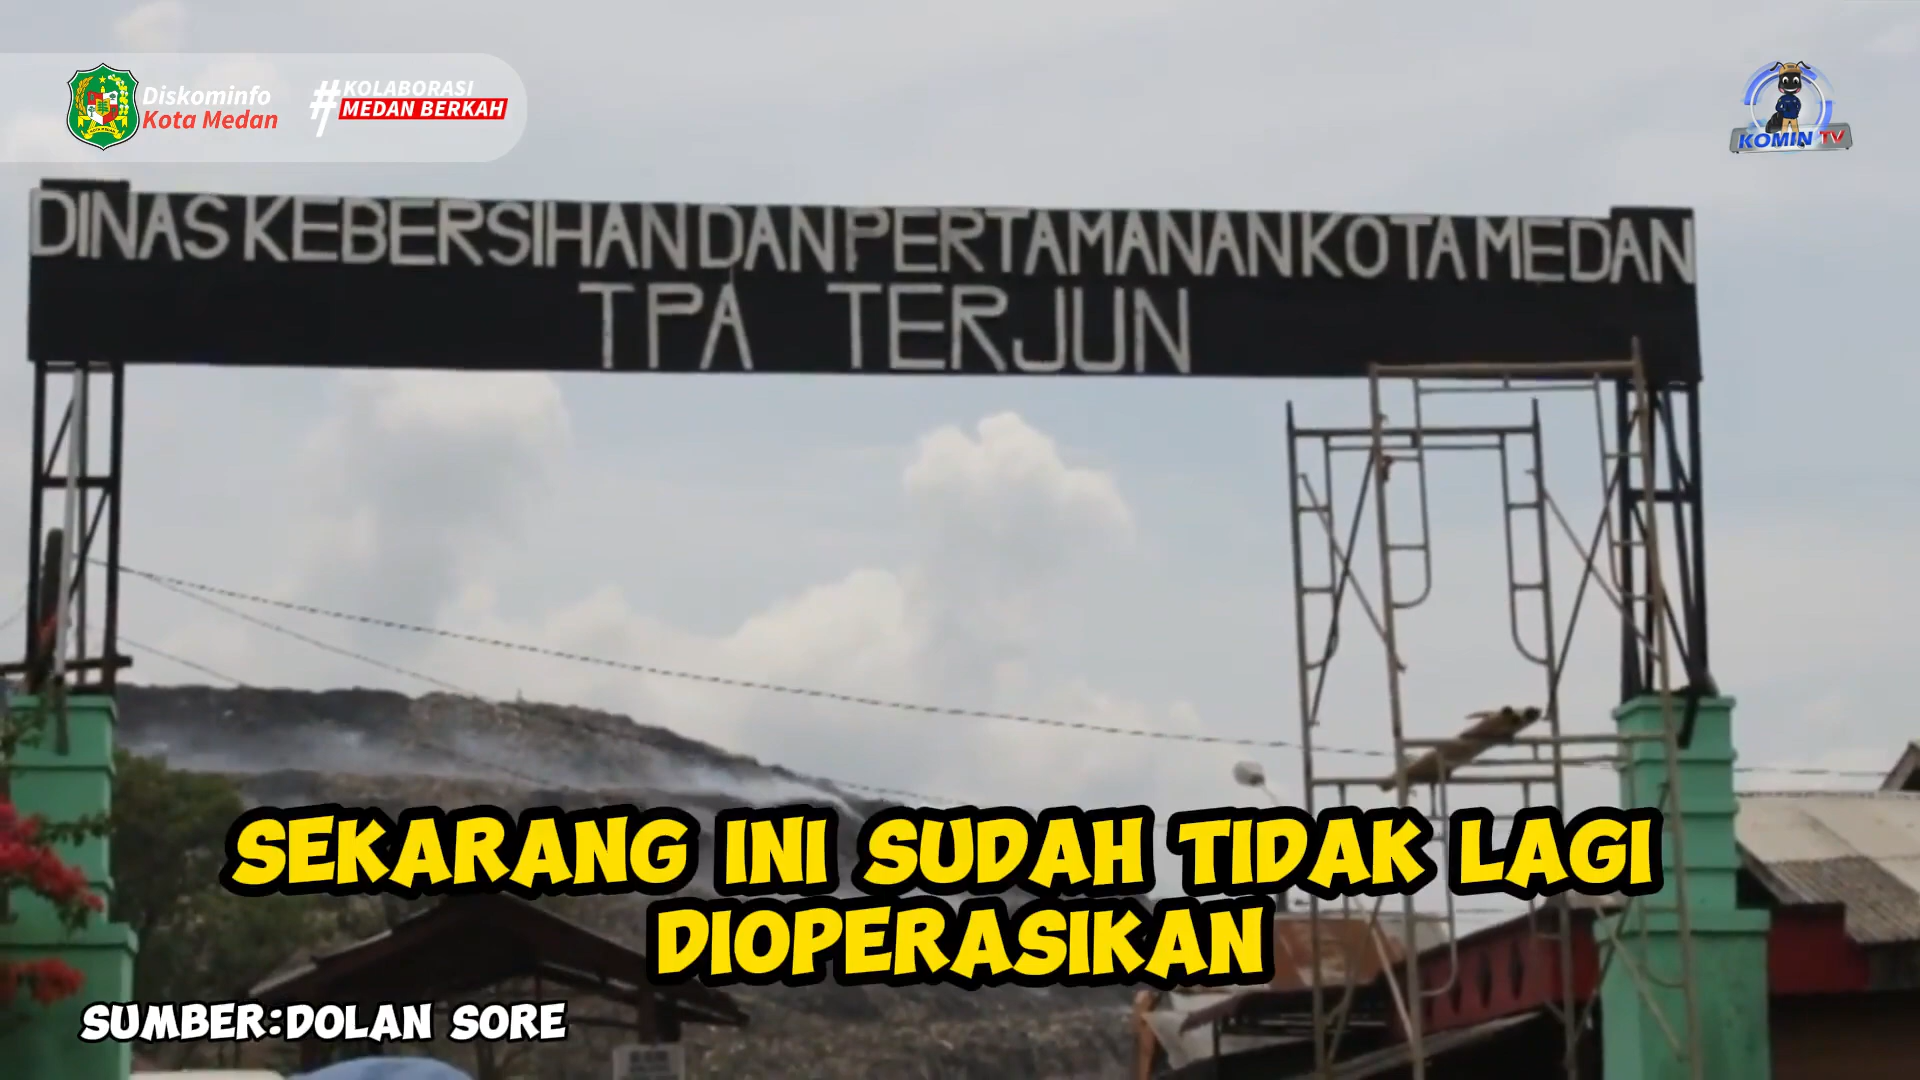 Diskominfo
Kota Medan
#KOLABORASI
MEDAN BERKAH
KOMIN TV
DINAS KEBERSIHAN DAN PERTAMANAN KOTA MEDAN
TPA TERJUN
SEKARANG INI SUDAH TIDAK LAGI
DIOPERASIKAN
SUMBER:DOLAN SORE